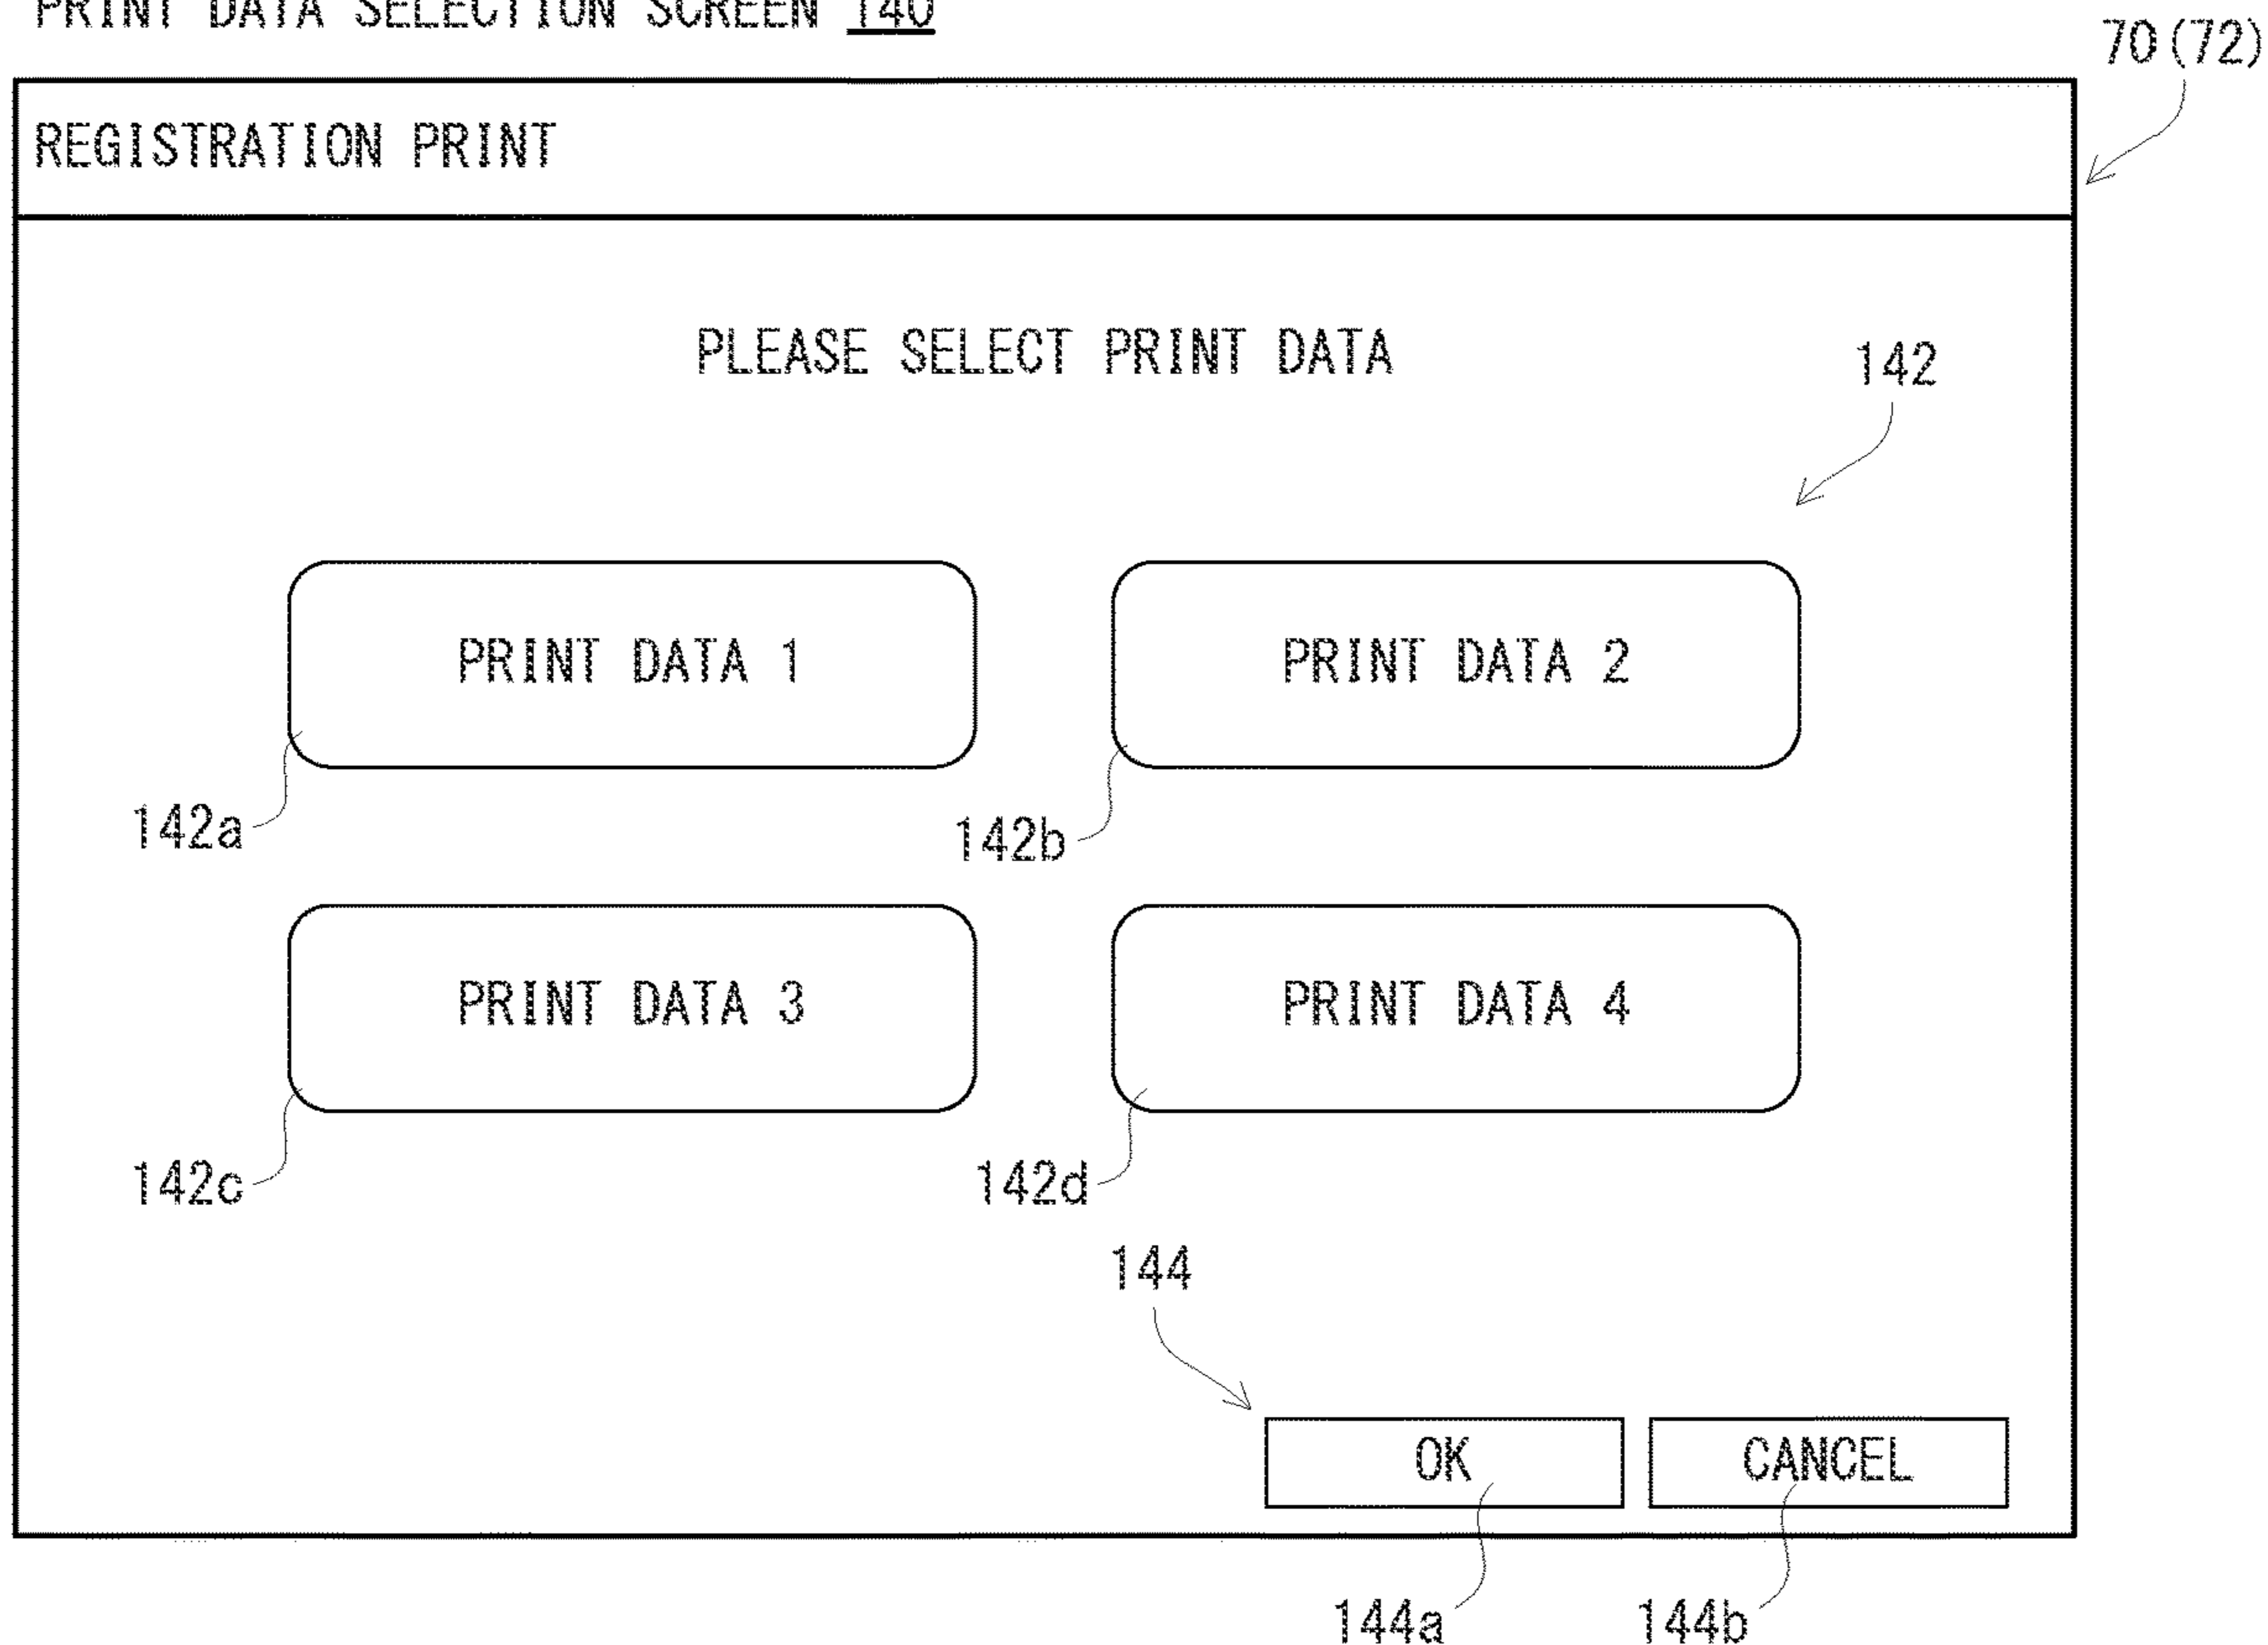 PRINT DATA SELECTION SCREEN 140
70(72)
REGISTRATION PRINT
PLEASE SELECT PRINT DATA
142
PRINT DATA 1
PRINT DATA 2
142a
142b
PRINT DATA 3
PRINT DATA 4
142c
142d
144
OK
CANCEL
144a
144b